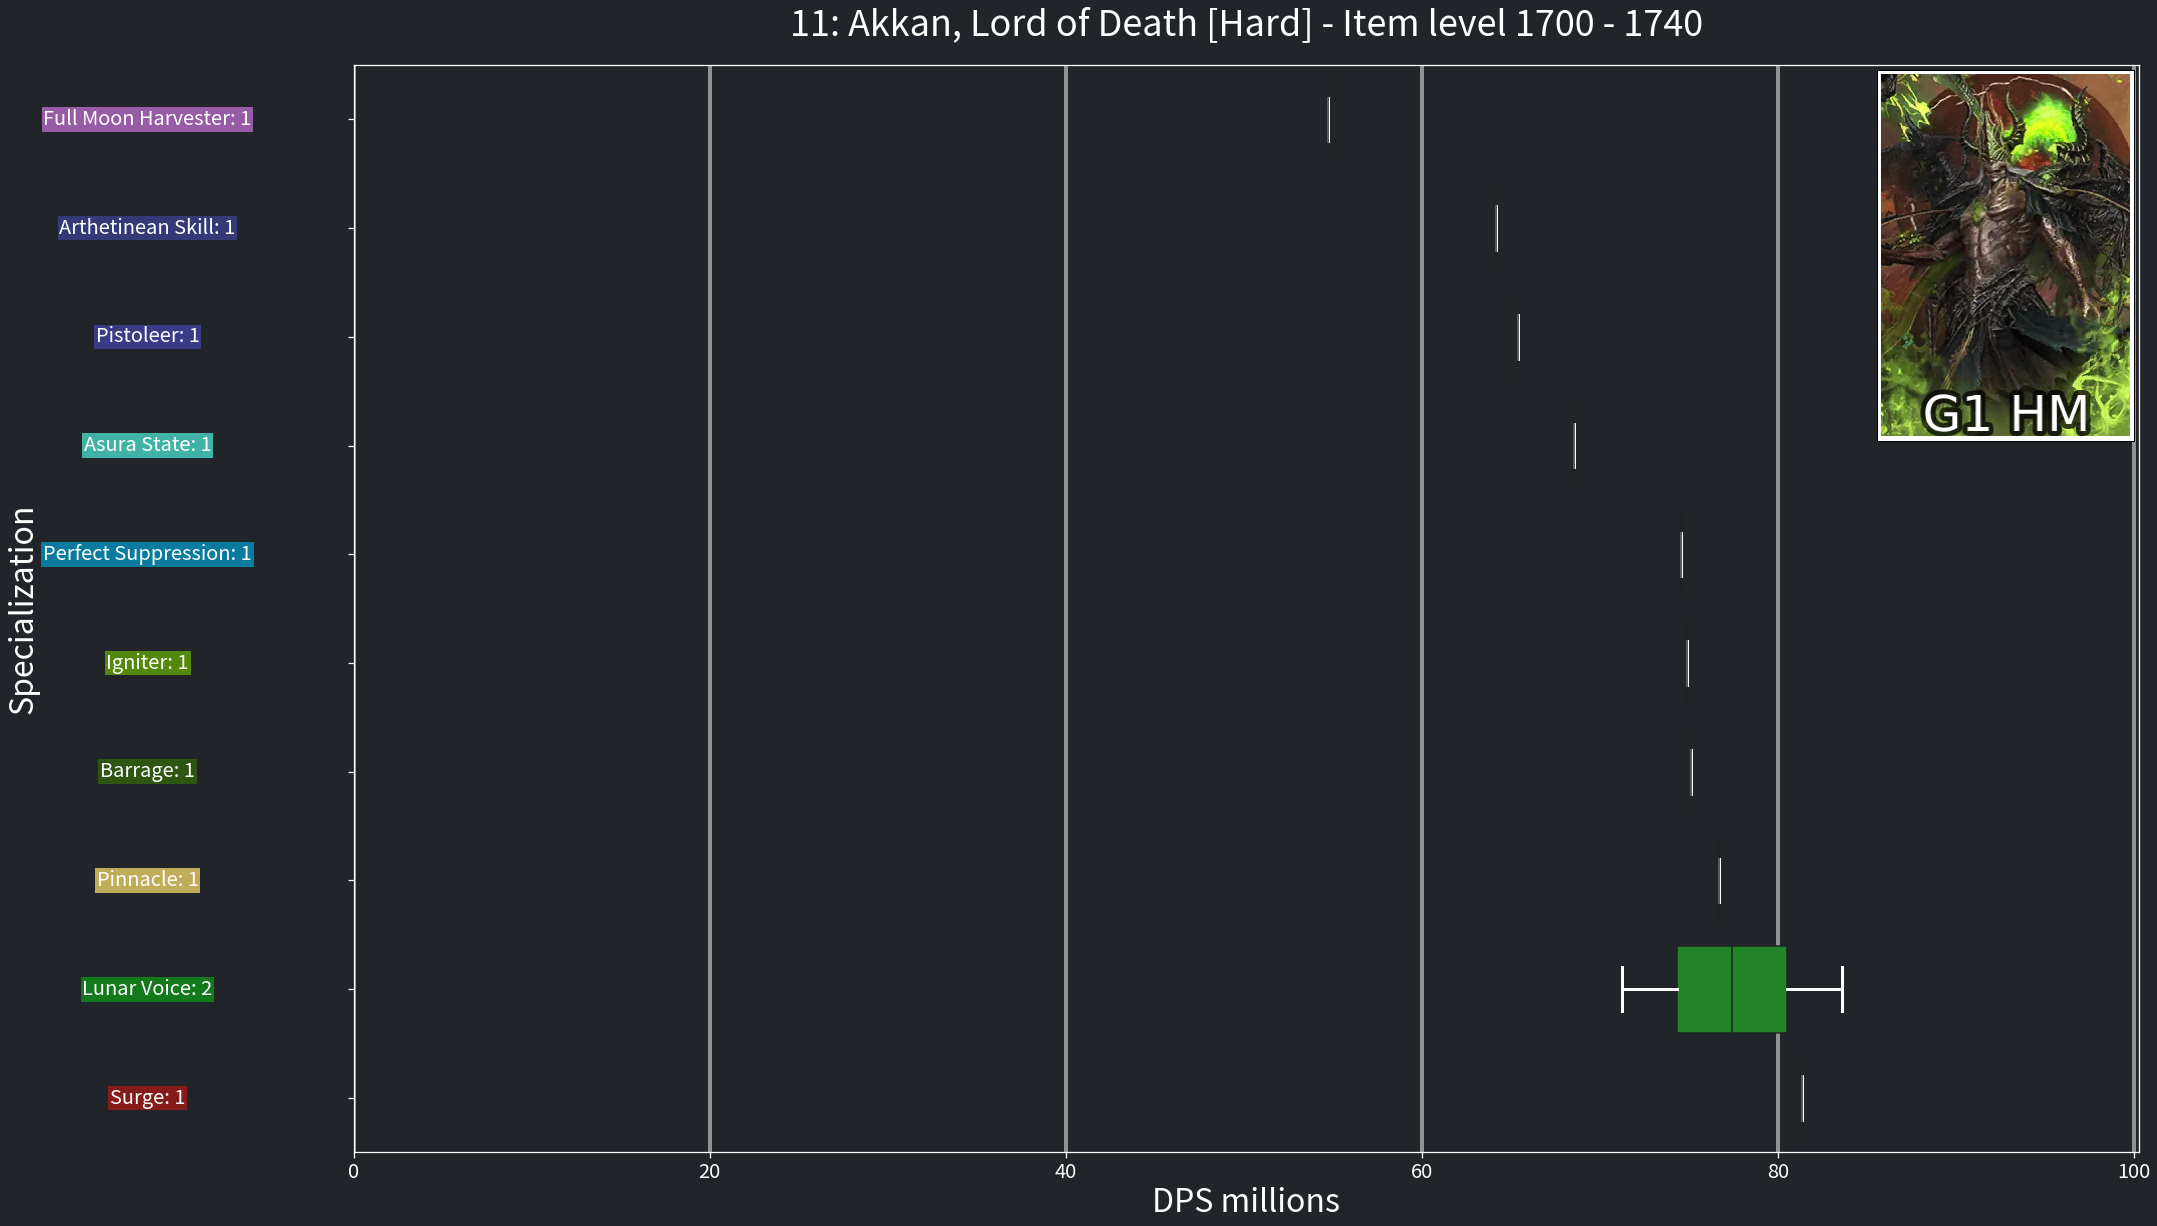 11: Akkan, Lord of Death [Hard] - Item level 1700 - 1740
Full Moon Harvester: 1
Arthetinean Skill: 1
Pistoleer: 1
Asura State: 1
Perfect Suppression: 1
Igniter: 1
Barrage: 1
Pinnacle: 1
Lunar Voice: 2
Surge: 1
Specialization
G1 HM
0 20 40 60 80 100
DPS millions